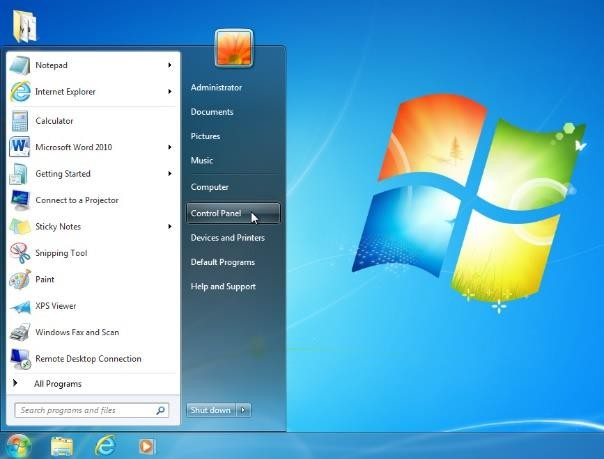 Notepad
Internet Explorer
Calculator
Microsoft Word 2010
Getting Started
Connect to a Projector
Sticky Notes
Snipping Tool
Paint
XPS Viewer
Windows Fax and Scan
Remote Desktop Connection
All Programs
Search programs and files
Administrator
Documents
Pictures
Music
Computer
Control Panel
Devices and Printers
Default Programs
Help and Support
Shut down